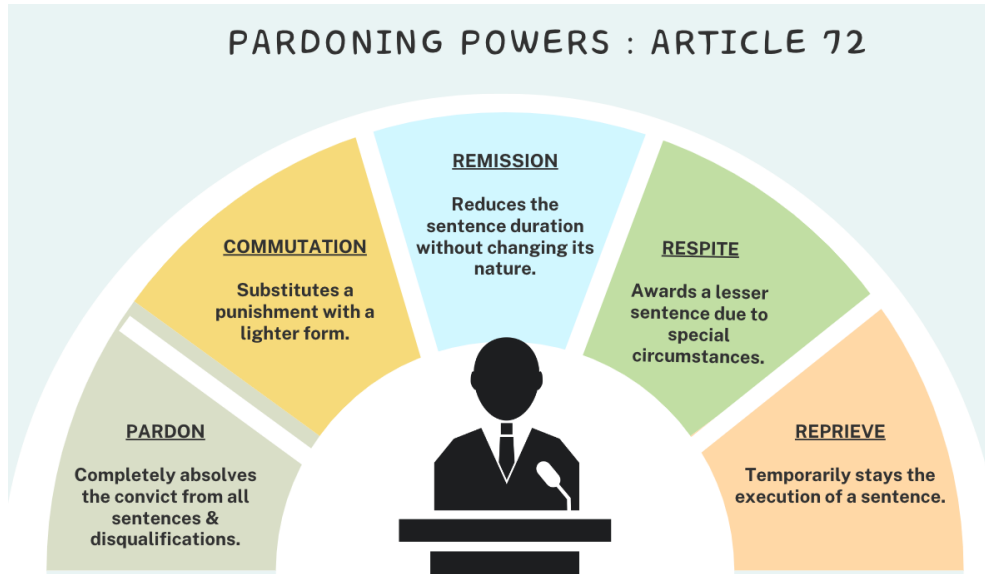 PARDONING POWERS : ARTICLE 72
PARDON
Completely absolves
the convict from all
sentences &
disqualifications.
COMMUTATION
Substitutes a
punishment with a
lighter form.
REMISSION
Reduces the
sentence duration
without changing its
nature.
RESPITE
Awards a lesser
sentence due to
special
circumstances.
REPRIEVE
Temporarily stays the
execution of a sentence.